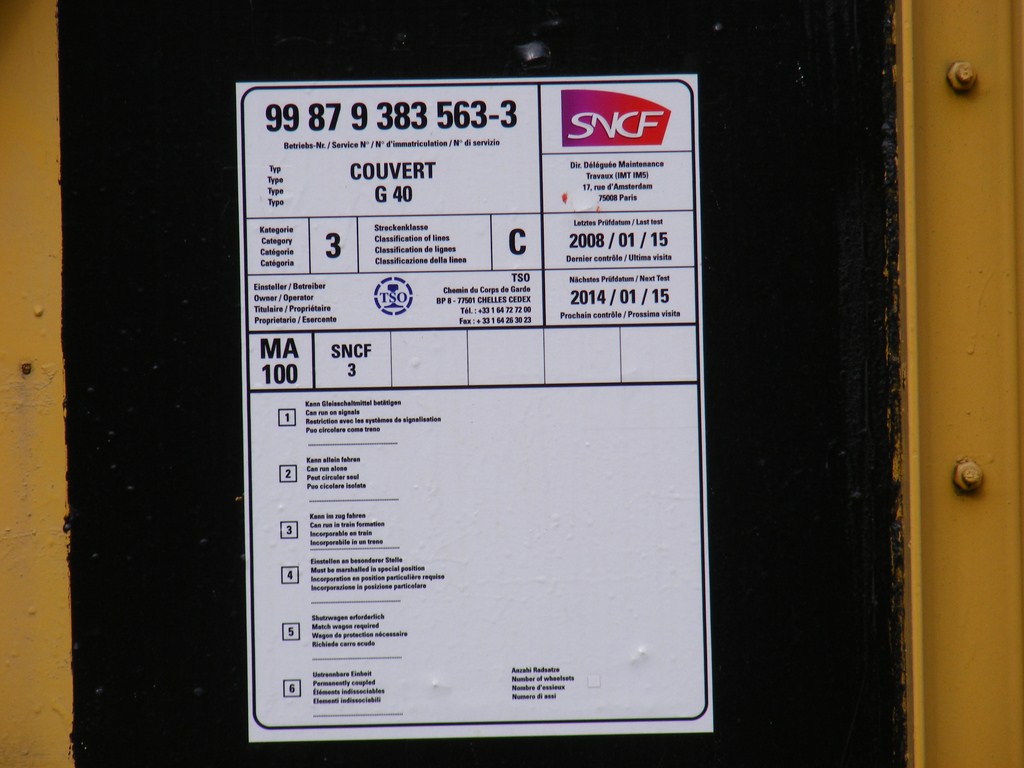 99 87 9 383 563-3
Betriebs-Nr. / Service N° / N° d'immatriculation / N° di servizio
Typ
Type
Type
Typo
COUVERT
G 40
SNCF
Dir. Déléguée Maintenance
Travaux (IMT IM5)
17, rue d'Amsterdam
75008 Paris
Kategorie
Category
Catégorie
Catégoria
3
Streckenklasse
Classification of lines
Classification de lignes
Classificazione della linea
C
Letztes Prüfdatum / Last test
2008 / 01 / 15
Dernier contrôle / Ultima visita
Einsteller / Betreiber
Owner / Operator
Titulaire / Propriétaire
Proprietario / Esercente
TSO
TSO
Chemin du Corps de Garde
BP 8 - 77501 CHELLES CEDEX
Tél. : +33 1 64 72 72 00
Fax : + 33 1 64 26 30 23
Nächstes Prüfdatum / Next Test
2014 / 01 / 15
Prochain contrôle / Prossima visita
MA
100
SNCF
3
1
Kann Gleisschaltmittel betätigen
Can run on signals
Restriction avec les systèmes de signalisation
Puo circolare come treno
2
Kann allein fahren
Can run alone
Peut circuler seul
Puo cicolare isolato
3
Kann im zug fahren
Can run in train formation
Incorporable en train
Incorporabile in un treno
4
Einstellen an besonderer Stelle
Must be marshalled in special position
Incorporation en position particulière requise
Incorporazione in posizione particolare
5
Shutzwagen erforderlich
Match wagon required
Wagon de protection nécessaire
Richiede carro scudo
6
Untrennbare Einheit
Permanently coupled
Éléments indissociables
Elementi indissociabili
Anzahl Radsatze
Number of wheelsets
Nombre d'essieux
Numero di assi